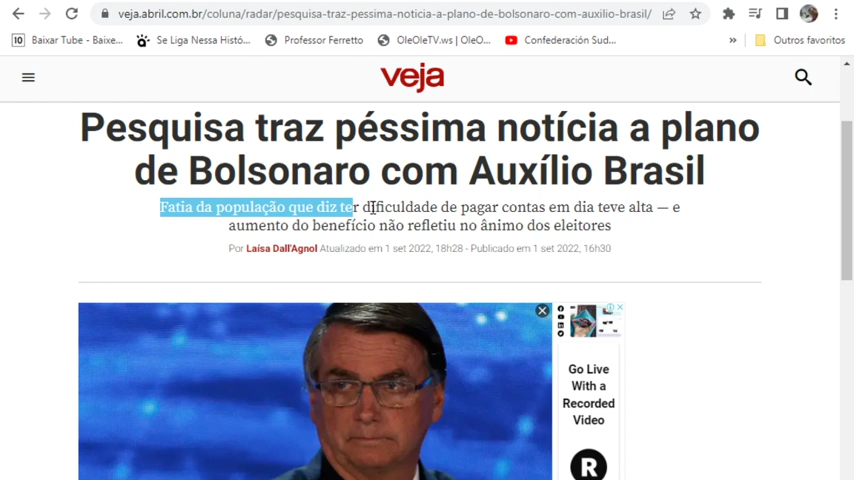 veja.abril.com.br/coluna/radar/pesquisa-traz-pessima-noticia-a-plano-de-bolsonaro-com-auxilio-brasil/
10 Baixar Tube - Baixe... Se Liga Nessa Histó... Professor Ferretto OleOleTV.ws | OleO... Confederación Sud... » Outros favoritos
veja
Pesquisa traz péssima notícia a plano
de Bolsonaro com Auxílio Brasil
Fatia da população que diz ter dificuldade de pagar contas em dia teve alta — e
aumento do benefício não refletiu no ânimo dos eleitores
Por Laísa Dall'Agnol Atualizado em 1 set 2022, 18h28 - Publicado em 1 set 2022, 16h30
Go Live
With a
Recorded
Video
R